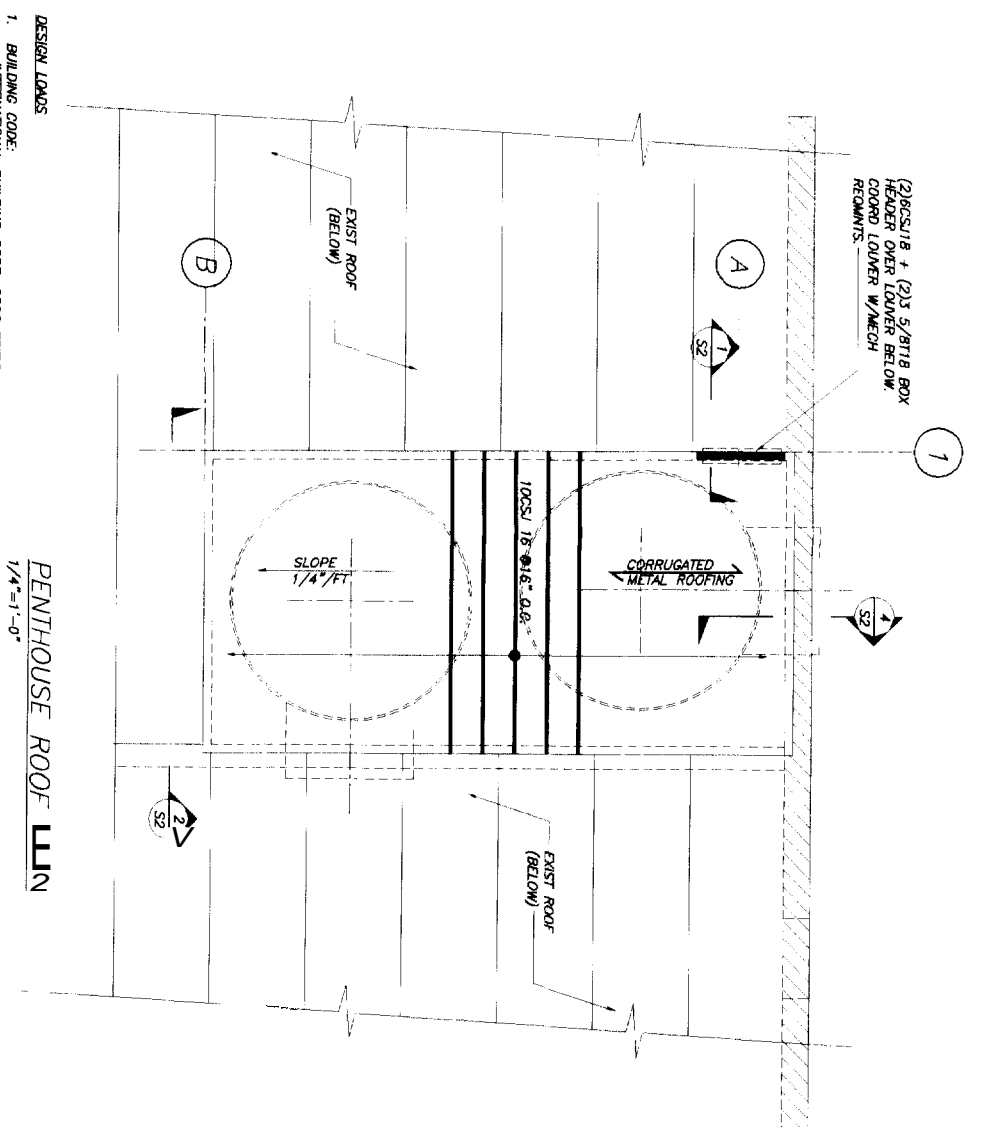 (2)6CSJ18 + (2)3 5/8T18 BOX
HEADER OVER LOUVER BELOW.
COORD LOUVER W/MECH
REQMNTS.
1
A
1
S2
EXIST ROOF
(BELOW)
B
CORRUGATED
METAL ROOFING
10CSJ 16 @16" O.C.
SLOPE
1/4"/FT
4
S2
2
S2
EXIST ROOF
(BELOW)
PENTHOUSE ROOF
1/4"=1'-0"
DESIGN LOADS
1. BUILDING CODE: